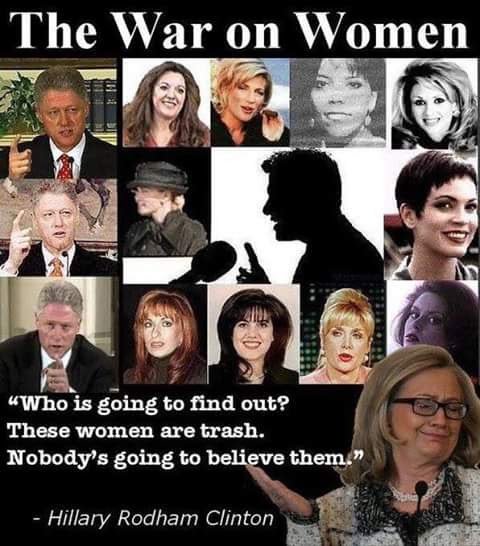 The War on Women
“Who is going to find out?
These women are trash.
Nobody’s going to believe them.”
- Hillary Rodham Clinton